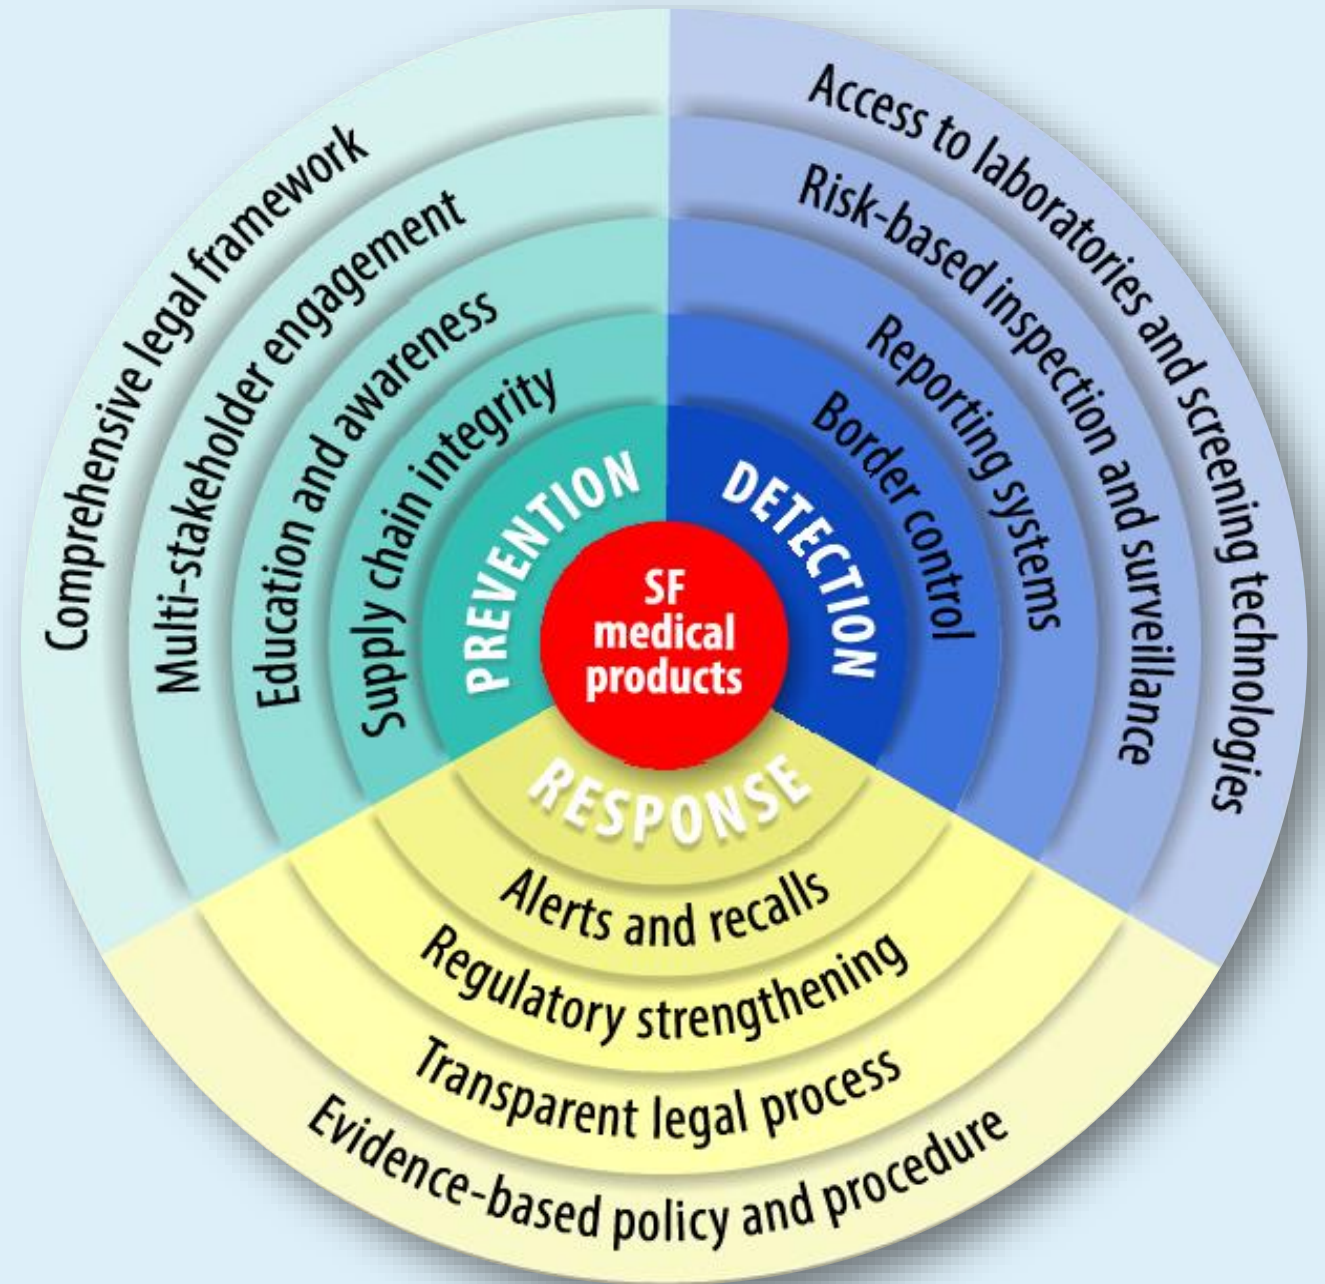 SF
medical
products
PREVENTION
Supply chain integrity
Education and awareness
Multi-stakeholder engagement
Comprehensive legal framework
DETECTION
Border control
Reporting systems
Risk-based inspection and surveillance
Access to laboratories and screening technologies
RESPONSE
Alerts and recalls
Regulatory strengthening
Transparent legal process
Evidence-based policy and procedure